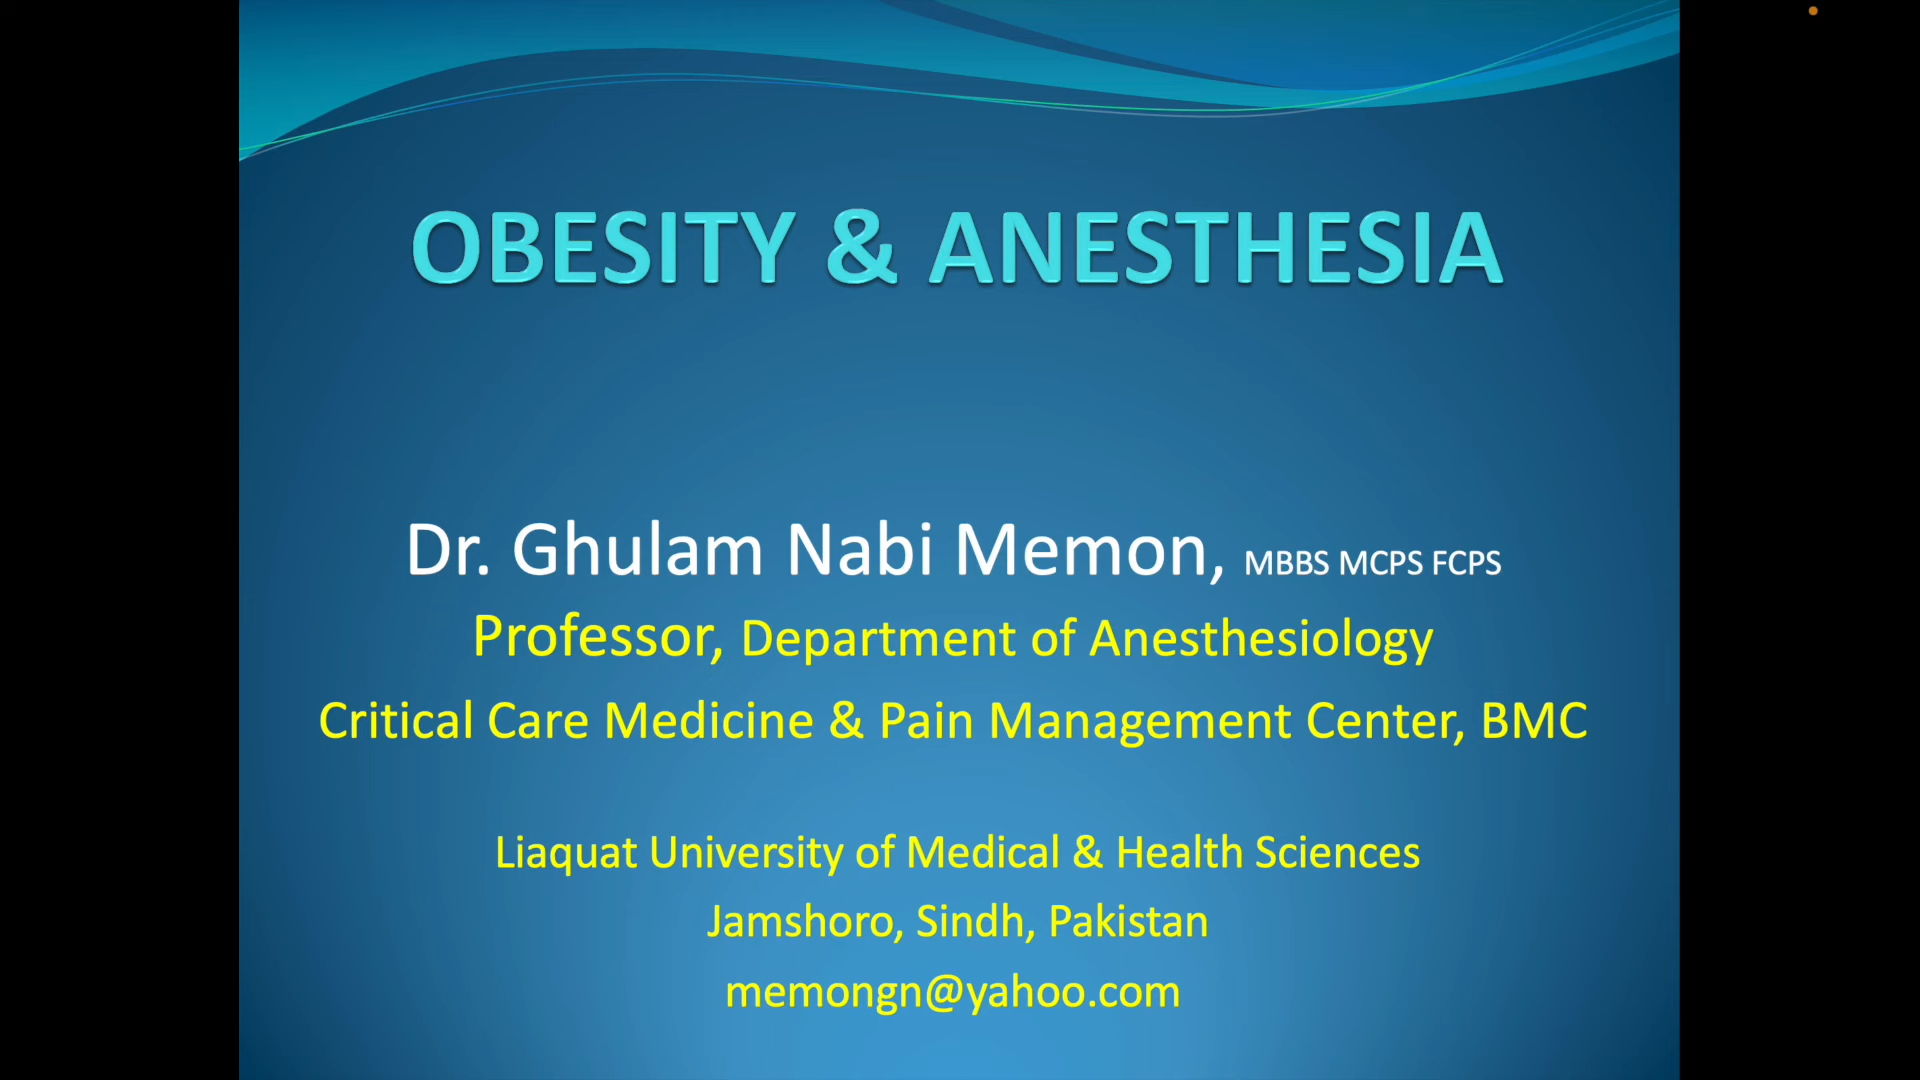 OBESITY & ANESTHESIA
Dr. Ghulam Nabi Memon, MBBS MCPS FCPS
Professor, Department of Anesthesiology
Critical Care Medicine & Pain Management Center, BMC
Liaquat University of Medical & Health Sciences
Jamshoro, Sindh, Pakistan
memongn@yahoo.com